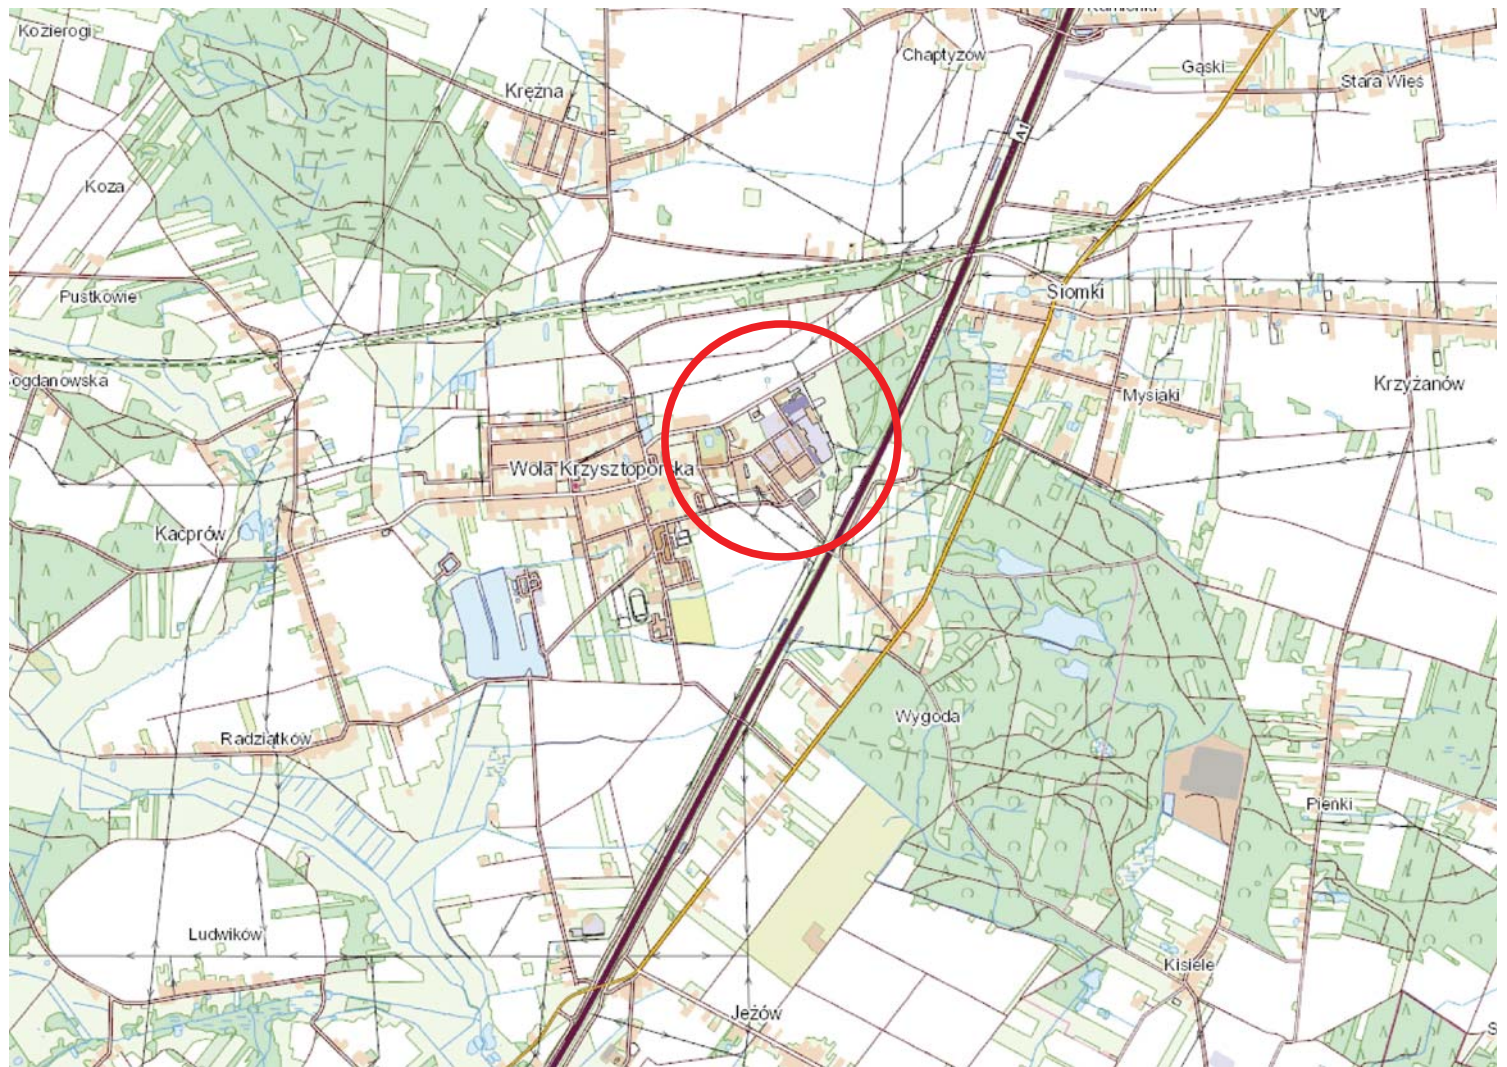 Kozierogi
Chaptyzów
Gąski
Stara Wieś
Krężna
A1
Koza
Pustkowie
Siomki
ogdanowska
Krzyżanów
Mysiaki
Wola Krzysztoporska
Kacprów
Wygoda
Radziątków
Pieńki
Ludwików
Kisiele
Jeżów
S